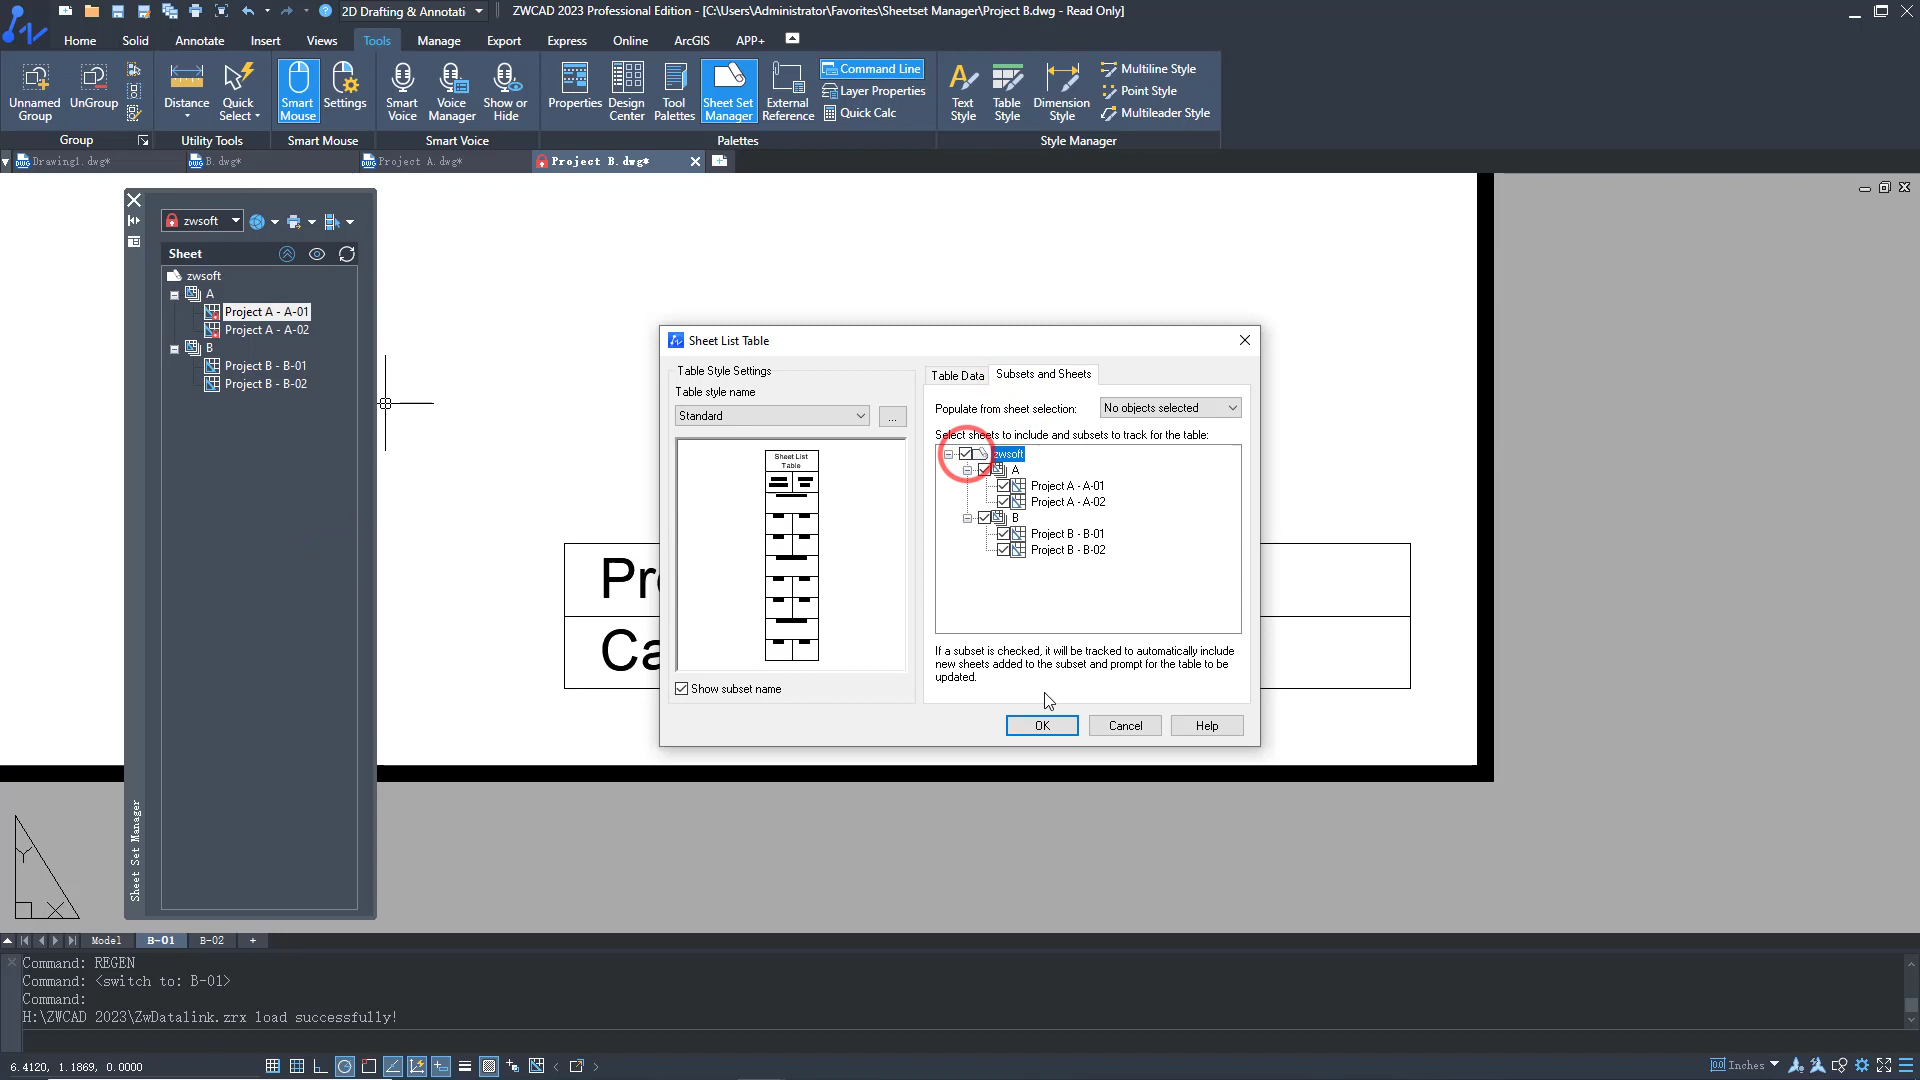 2D Drafting & Annotati
ZWCAD 2023 Professional Edition - [C:\Users\Administrator\Favorites\Sheetset Manager\Project B.dwg - Read Only]
Home Solid Annotate Insert Views Tools Manage Export Express Online ArcGIS APP+
Unnamed Group
UnGroup
Distance
Quick Select
Smart Mouse
Settings
Smart Voice
Voice Manager
Show or Hide
Properties
Design Center
Tool Palettes
Sheet Set Manager
External Reference
Command Line
Layer Properties
Quick Calc
Text Style
Table Style
Dimension Style
Multiline Style
Point Style
Multileader Style
Group
Utility Tools
Smart Mouse
Smart Voice
Palettes
Style Manager
Drawing1.dwg*
B.dwg*
Project A.dwg*
Project B.dwg*
zwsoft
Sheet
zwsoft
A
Project A - A-01
Project A - A-02
B
Project B - B-01
Project B - B-02
Sheet Set Manager
Sheet List Table
Table Style Settings
Table style name
Standard
...
Sheet List
Table
Show subset name
Table Data
Subsets and Sheets
Populate from sheet selection:
No objects selected
Select sheets to include and subsets to track for the table:
zwsoft
A
Project A - A-01
Project A - A-02
B
Project B - B-01
Project B - B-02
If a subset is checked, it will be tracked to automatically include
new sheets added to the subset and prompt for the table to be
updated.
OK
Cancel
Help
Pr
Ca
Y
X
Model
B-01
B-02
+
Command: REGEN
Command: <switch to: B-01>
Command:
H:\ZWCAD 2023\ZwDatalink.zrx load successfully!
6.4120, 1.1869, 0.0000
Inches